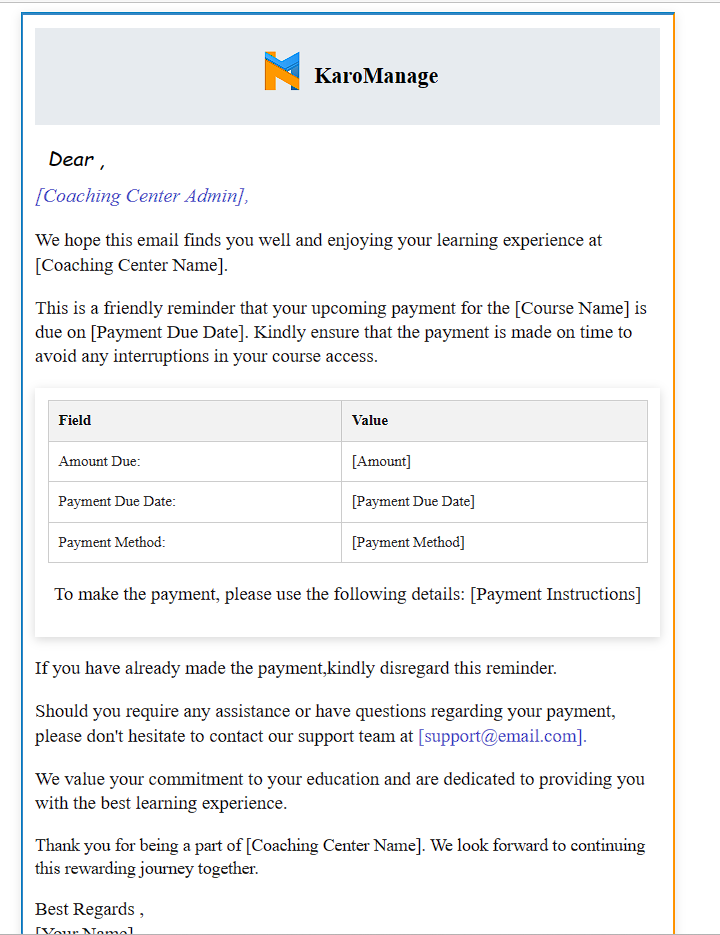 KaroManage
Dear ,
[Coaching Center Admin],
We hope this email finds you well and enjoying your learning experience at
[Coaching Center Name].
This is a friendly reminder that your upcoming payment for the [Course Name] is
due on [Payment Due Date]. Kindly ensure that the payment is made on time to
avoid any interruptions in your course access.
Field Value
Amount Due: [Amount]
Payment Due Date: [Payment Due Date]
Payment Method: [Payment Method]
To make the payment, please use the following details: [Payment Instructions]
If you have already made the payment,kindly disregard this reminder.
Should you require any assistance or have questions regarding your payment,
please don't hesitate to contact our support team at [support@email.com].
We value your commitment to your education and are dedicated to providing you
with the best learning experience.
Thank you for being a part of [Coaching Center Name]. We look forward to continuing
this rewarding journey together.
Best Regards ,
[Your Name]